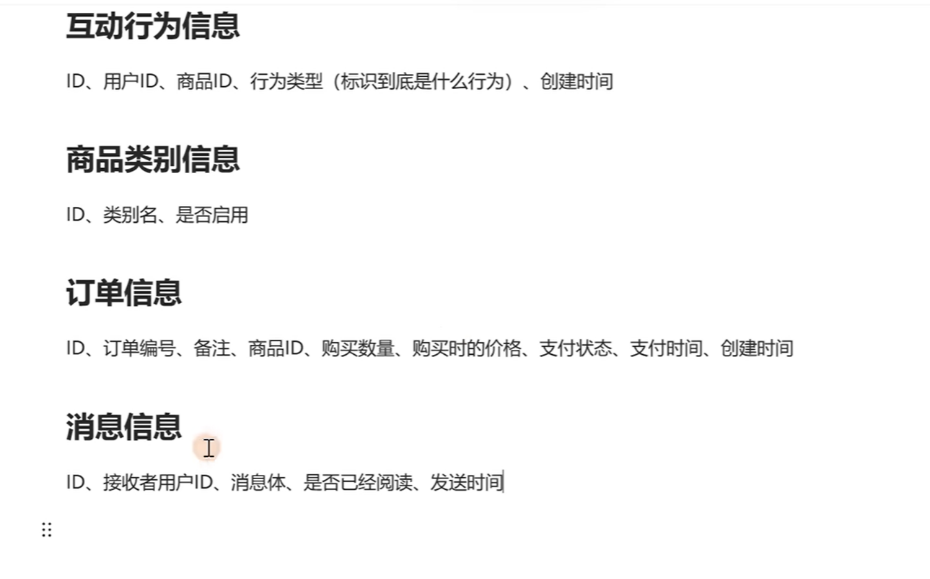 互动行为信息
ID、用户ID、商品ID、行为类型（标识到底是什么行为）、创建时间
商品类别信息
ID、类别名、是否启用
订单信息
ID、订单编号、备注、商品ID、购买数量、购买时的价格、支付状态、支付时间、创建时间
消息信息
ID、接收者用户ID、消息体、是否已经阅读、发送时间